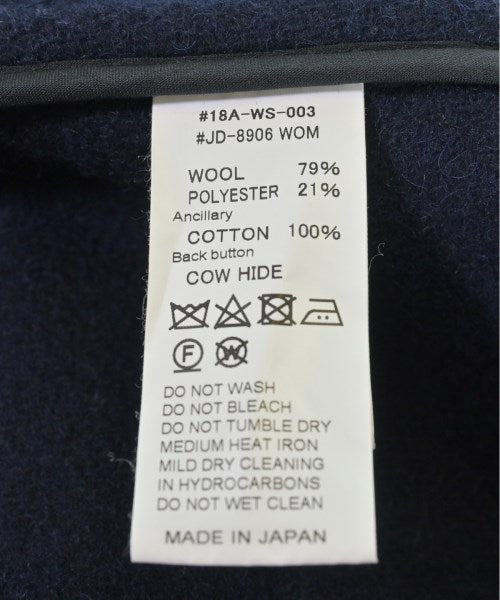 #18A-WS-003
#JD-8906 WOM
WOOL 79%
POLYESTER 21%
Ancillary
COTTON 100%
Back button
COW HIDE
F W
DO NOT WASH
DO NOT BLEACH
DO NOT TUMBLE DRY
MEDIUM HEAT IRON
MILD DRY CLEANING
IN HYDROCARBONS
DO NOT WET CLEAN
MADE IN JAPAN